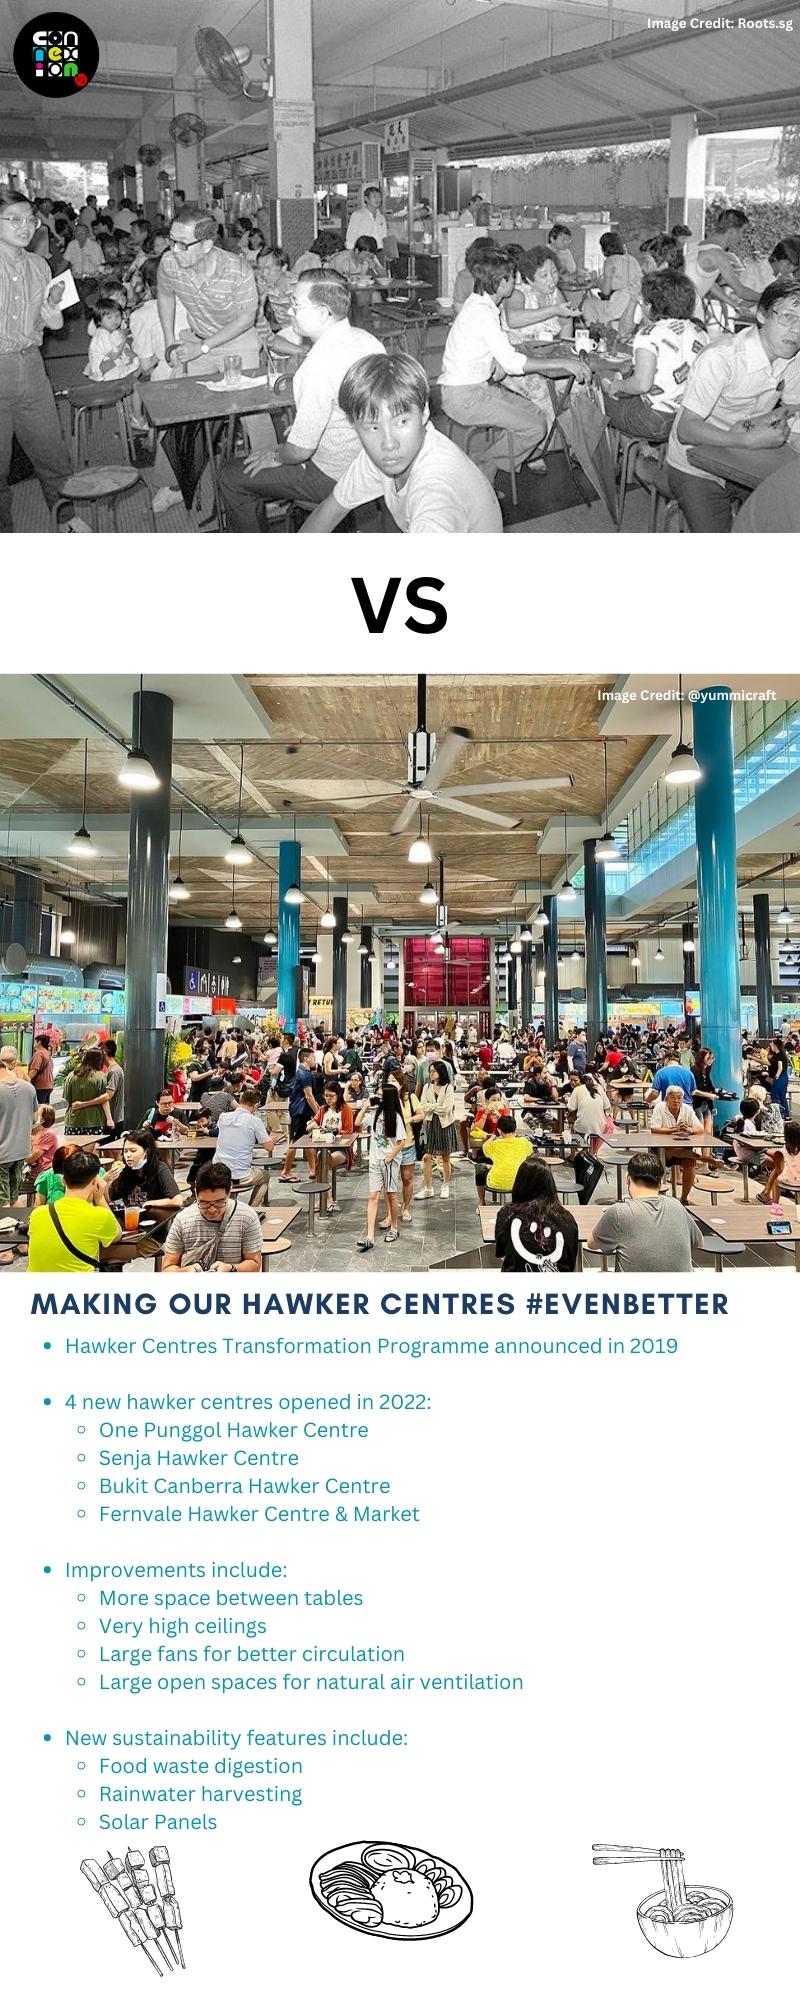 con
nex
ion
Image Credit: Roots.sg
VS
Image Credit: @yummicraft
MAKING OUR HAWKER CENTRES #EVENBETTER
• Hawker Centres Transformation Programme announced in 2019
• 4 new hawker centres opened in 2022:
○ One Punggol Hawker Centre
○ Senja Hawker Centre
○ Bukit Canberra Hawker Centre
○ Fernvale Hawker Centre & Market
• Improvements include:
○ More space between tables
○ Very high ceilings
○ Large fans for better circulation
○ Large open spaces for natural air ventilation
• New sustainability features include:
○ Food waste digestion
○ Rainwater harvesting
○ Solar Panels